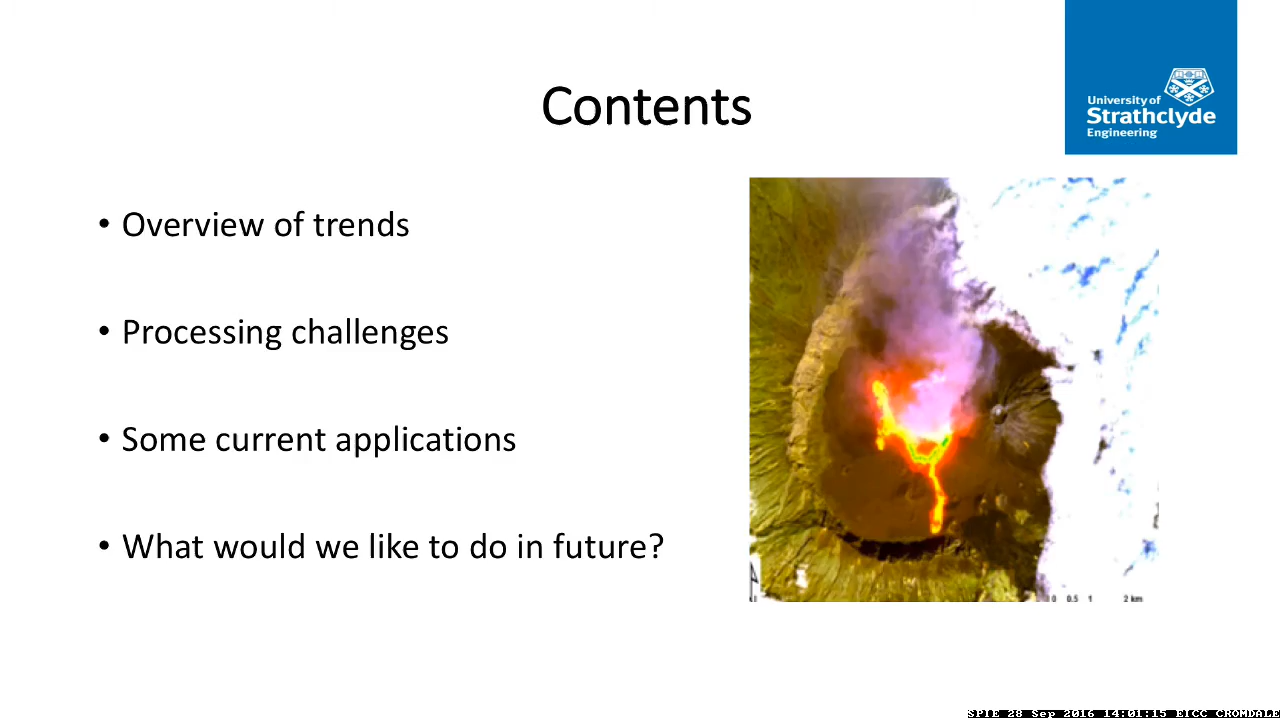 Contents
University of
Strathclyde
Engineering
• Overview of trends
• Processing challenges
• Some current applications
• What would we like to do in future?
0 0.5 1 2 km
SPIE 28 Sep 2016 14:01:15 EICC CROMDALE